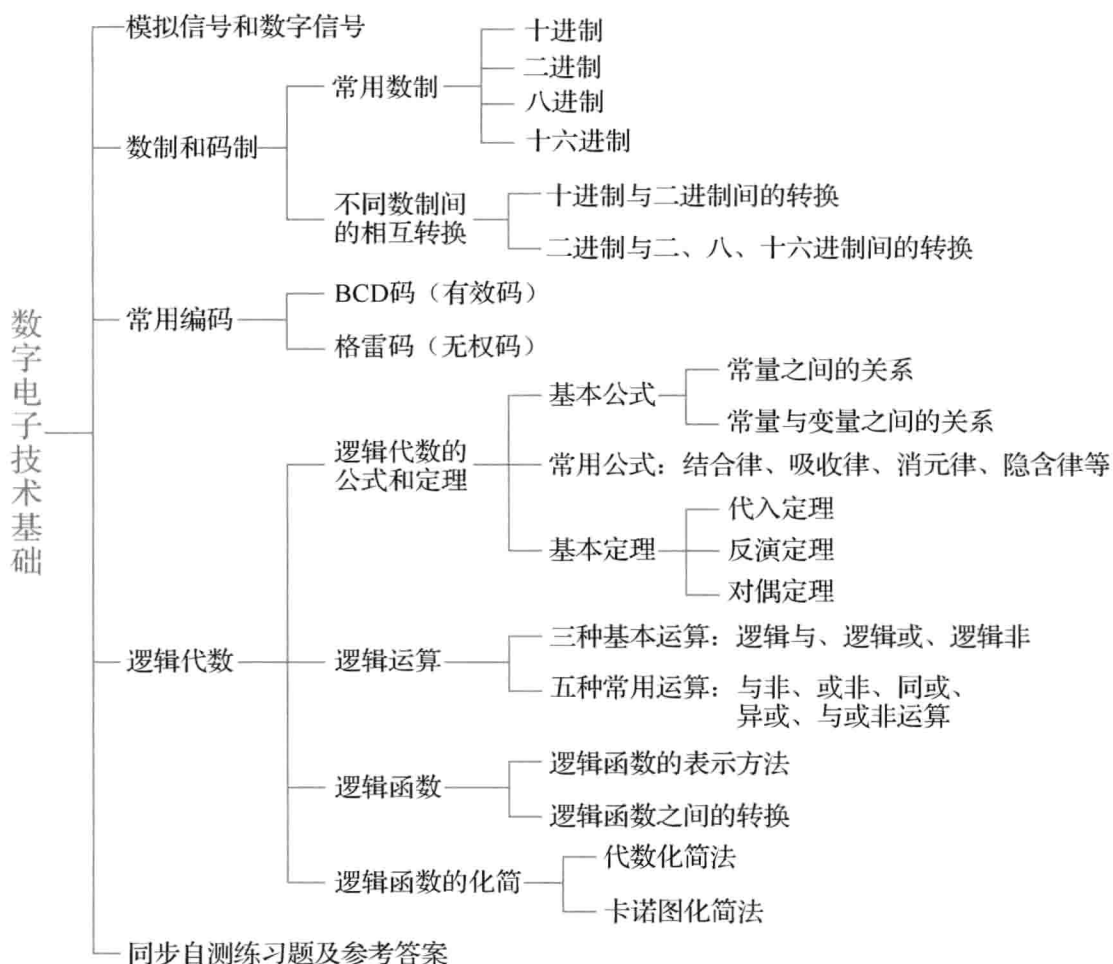 数字电子技术基础
模拟信号和数字信号
数制和码制
常用数制
十进制
二进制
八进制
十六进制
不同数制间
的相互转换
十进制与二进制间的转换
二进制与二、八、十六进制间的转换
常用编码
BCD码（有效码）
格雷码（无权码）
逻辑代数
逻辑代数的
公式和定理
基本公式
常量之间的关系
常量与变量之间的关系
常用公式：结合律、吸收律、消元律、隐含律等
基本定理
代入定理
反演定理
对偶定理
逻辑运算
三种基本运算：逻辑与、逻辑或、逻辑非
五种常用运算：与非、或非、同或、
异或、与或非运算
逻辑函数
逻辑函数的表示方法
逻辑函数之间的转换
逻辑函数的化简
代数化简法
卡诺图化简法
同步自测练习题及参考答案